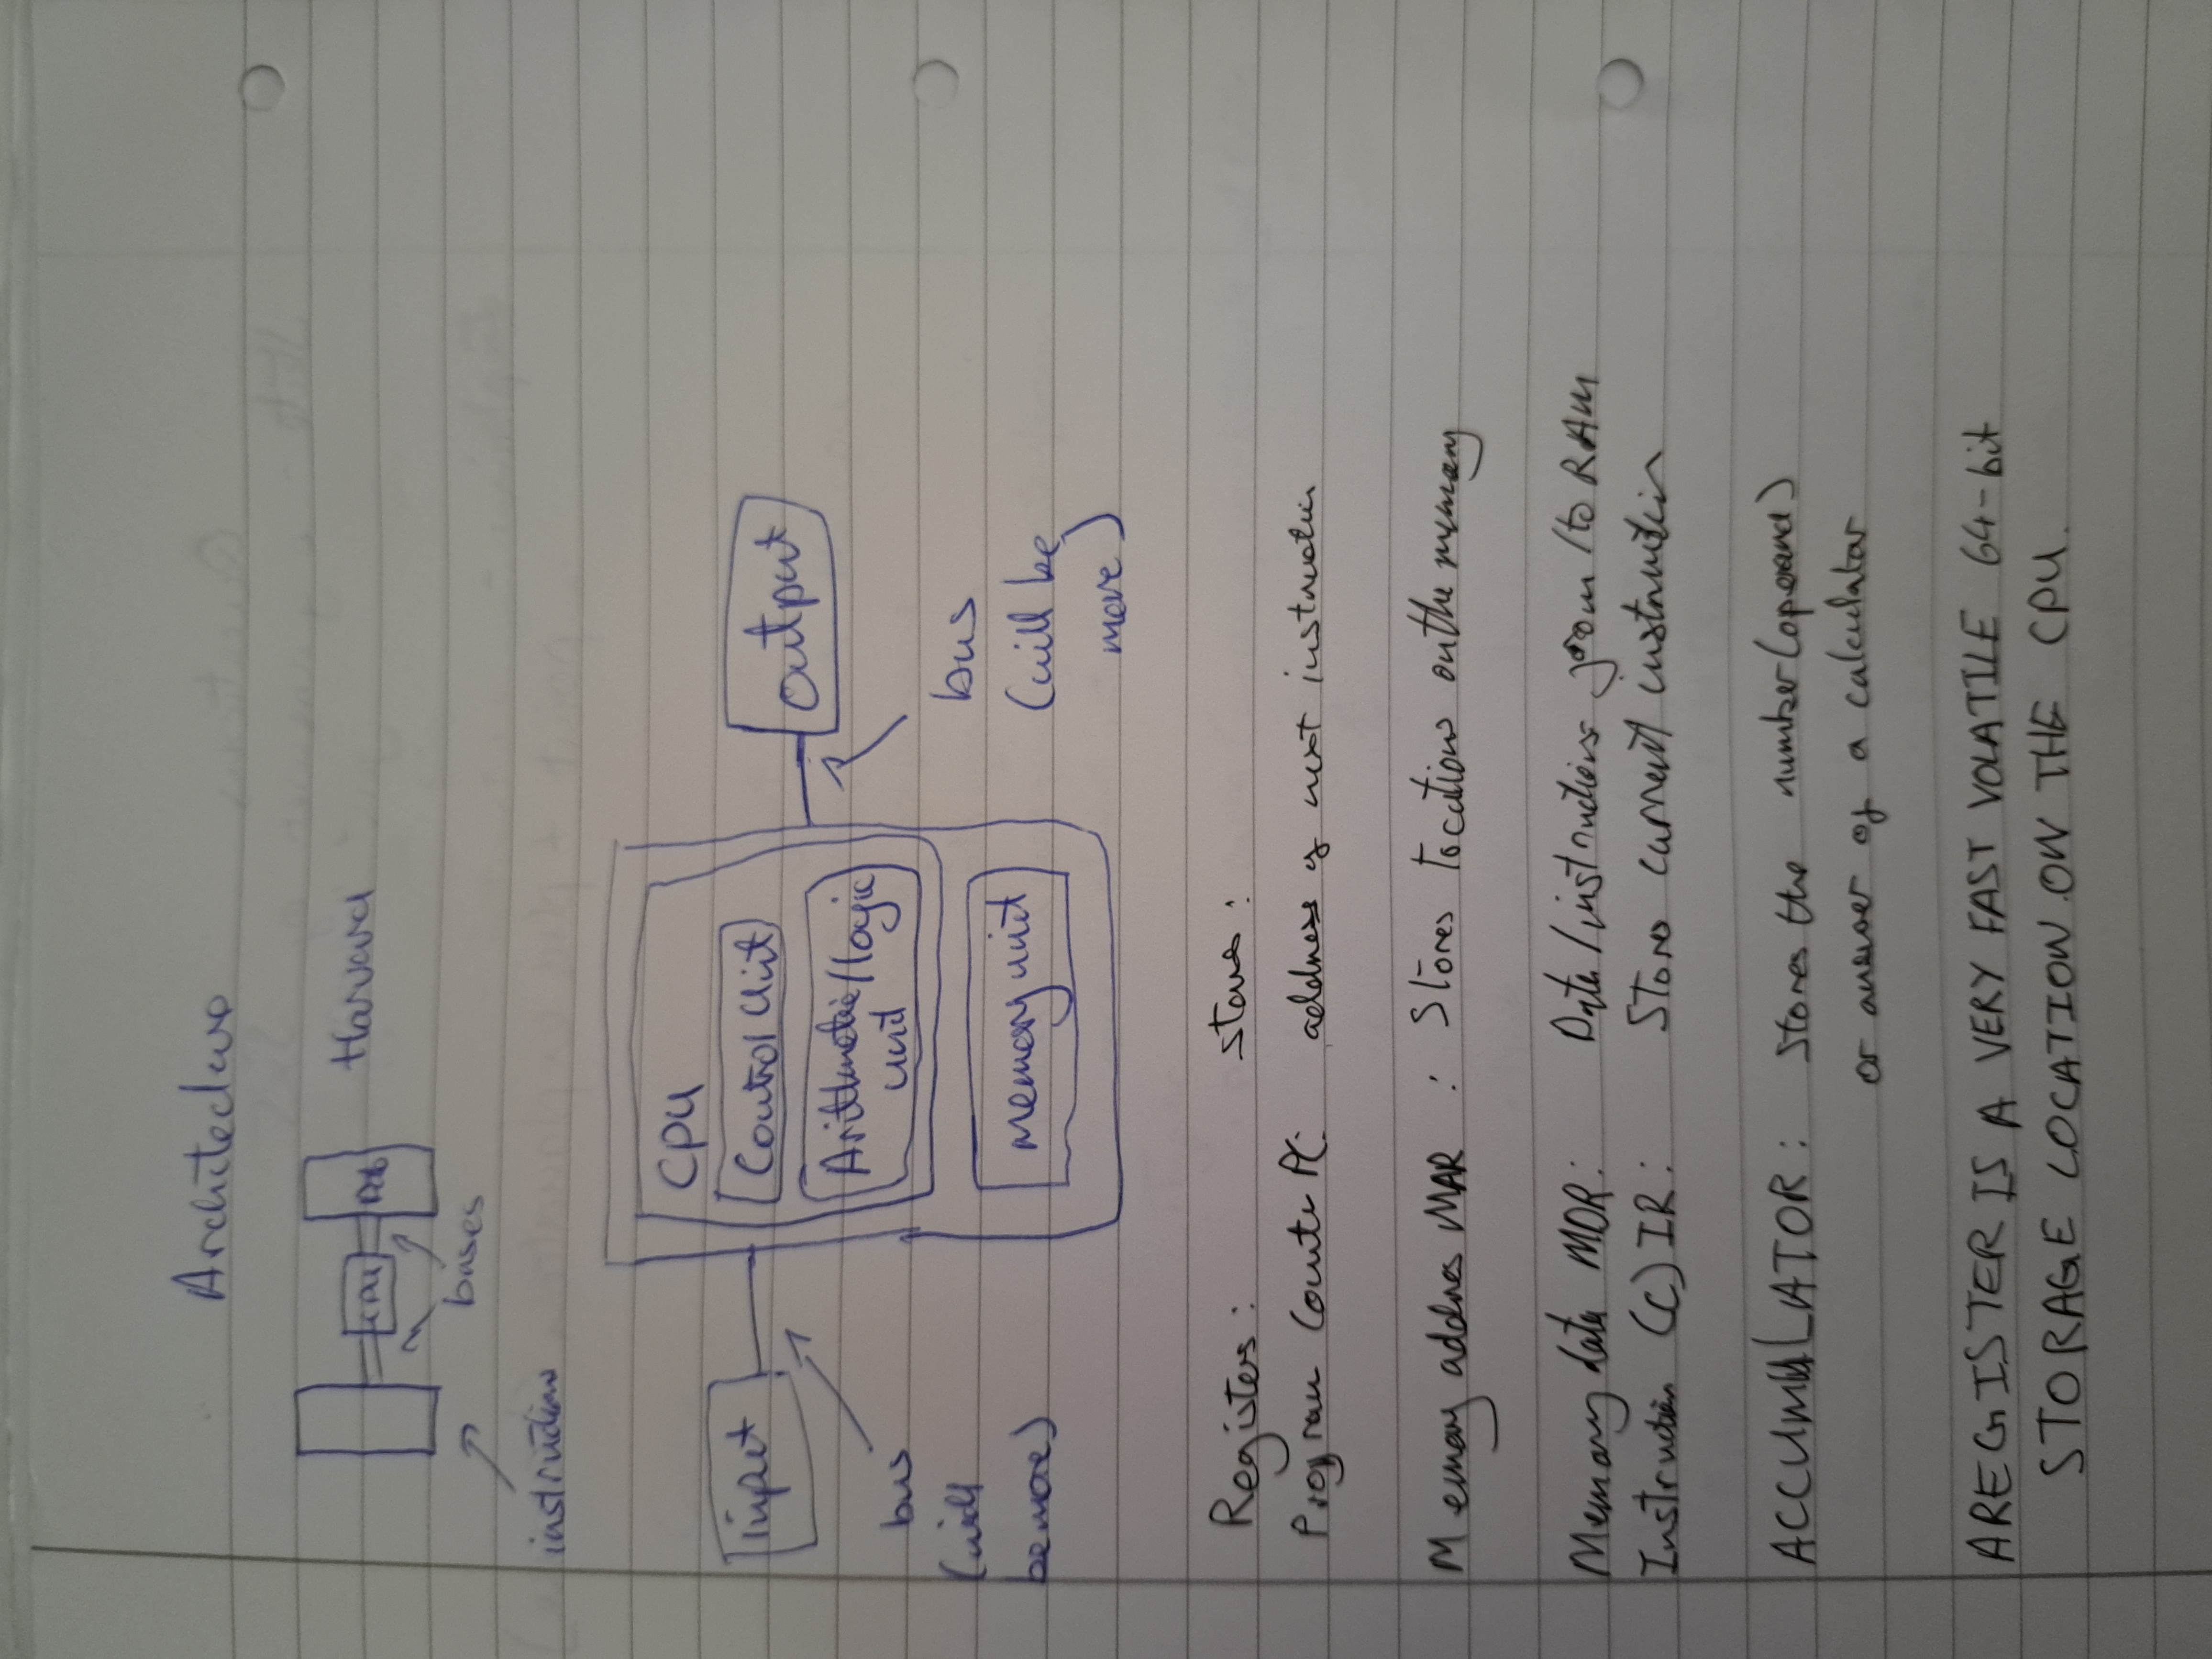 Architecture
Harvard
CPU
Data
buses
instructions
CPU
input
Control Unit
Arithmetic/logic
unit
output
bus
(will
be more)
memory unit
bus
(will be
more)
Registers: Stores:
Program Counter PC: address of next instruction
Memory address MAR : Stores locations on the memory
Memory data MDR: Data/instructions from/to RAM
Instruction (C) IR: Stores current instruction
ACCUMULATOR: Stores the number (operand)
or answer of a calculator
A REGISTER IS A VERY FAST VOLATILE 64-bit
STORAGE LOCATION ON THE CPU.